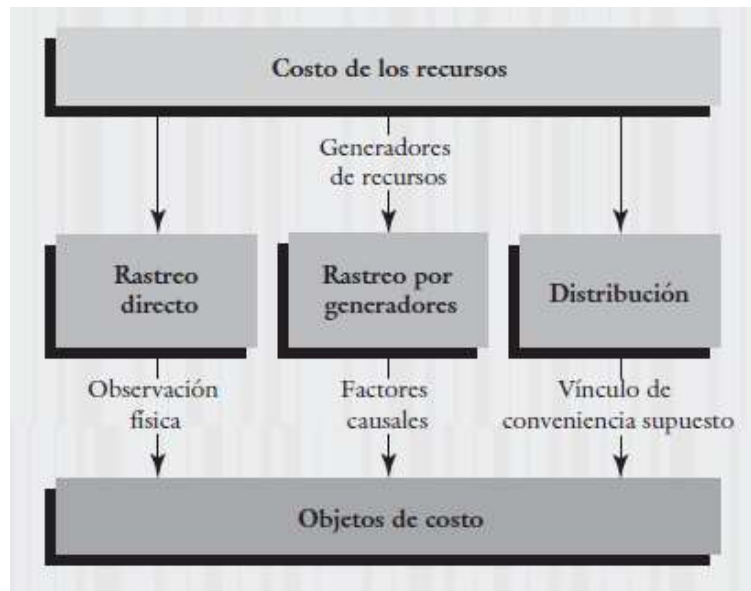 Costo de los recursos
Generadores
de recursos
Rastreo
directo
Rastreo por
generadores
Distribución
Observación
física
Factores
causales
Vínculo de
conveniencia supuesto
Objetos de costo